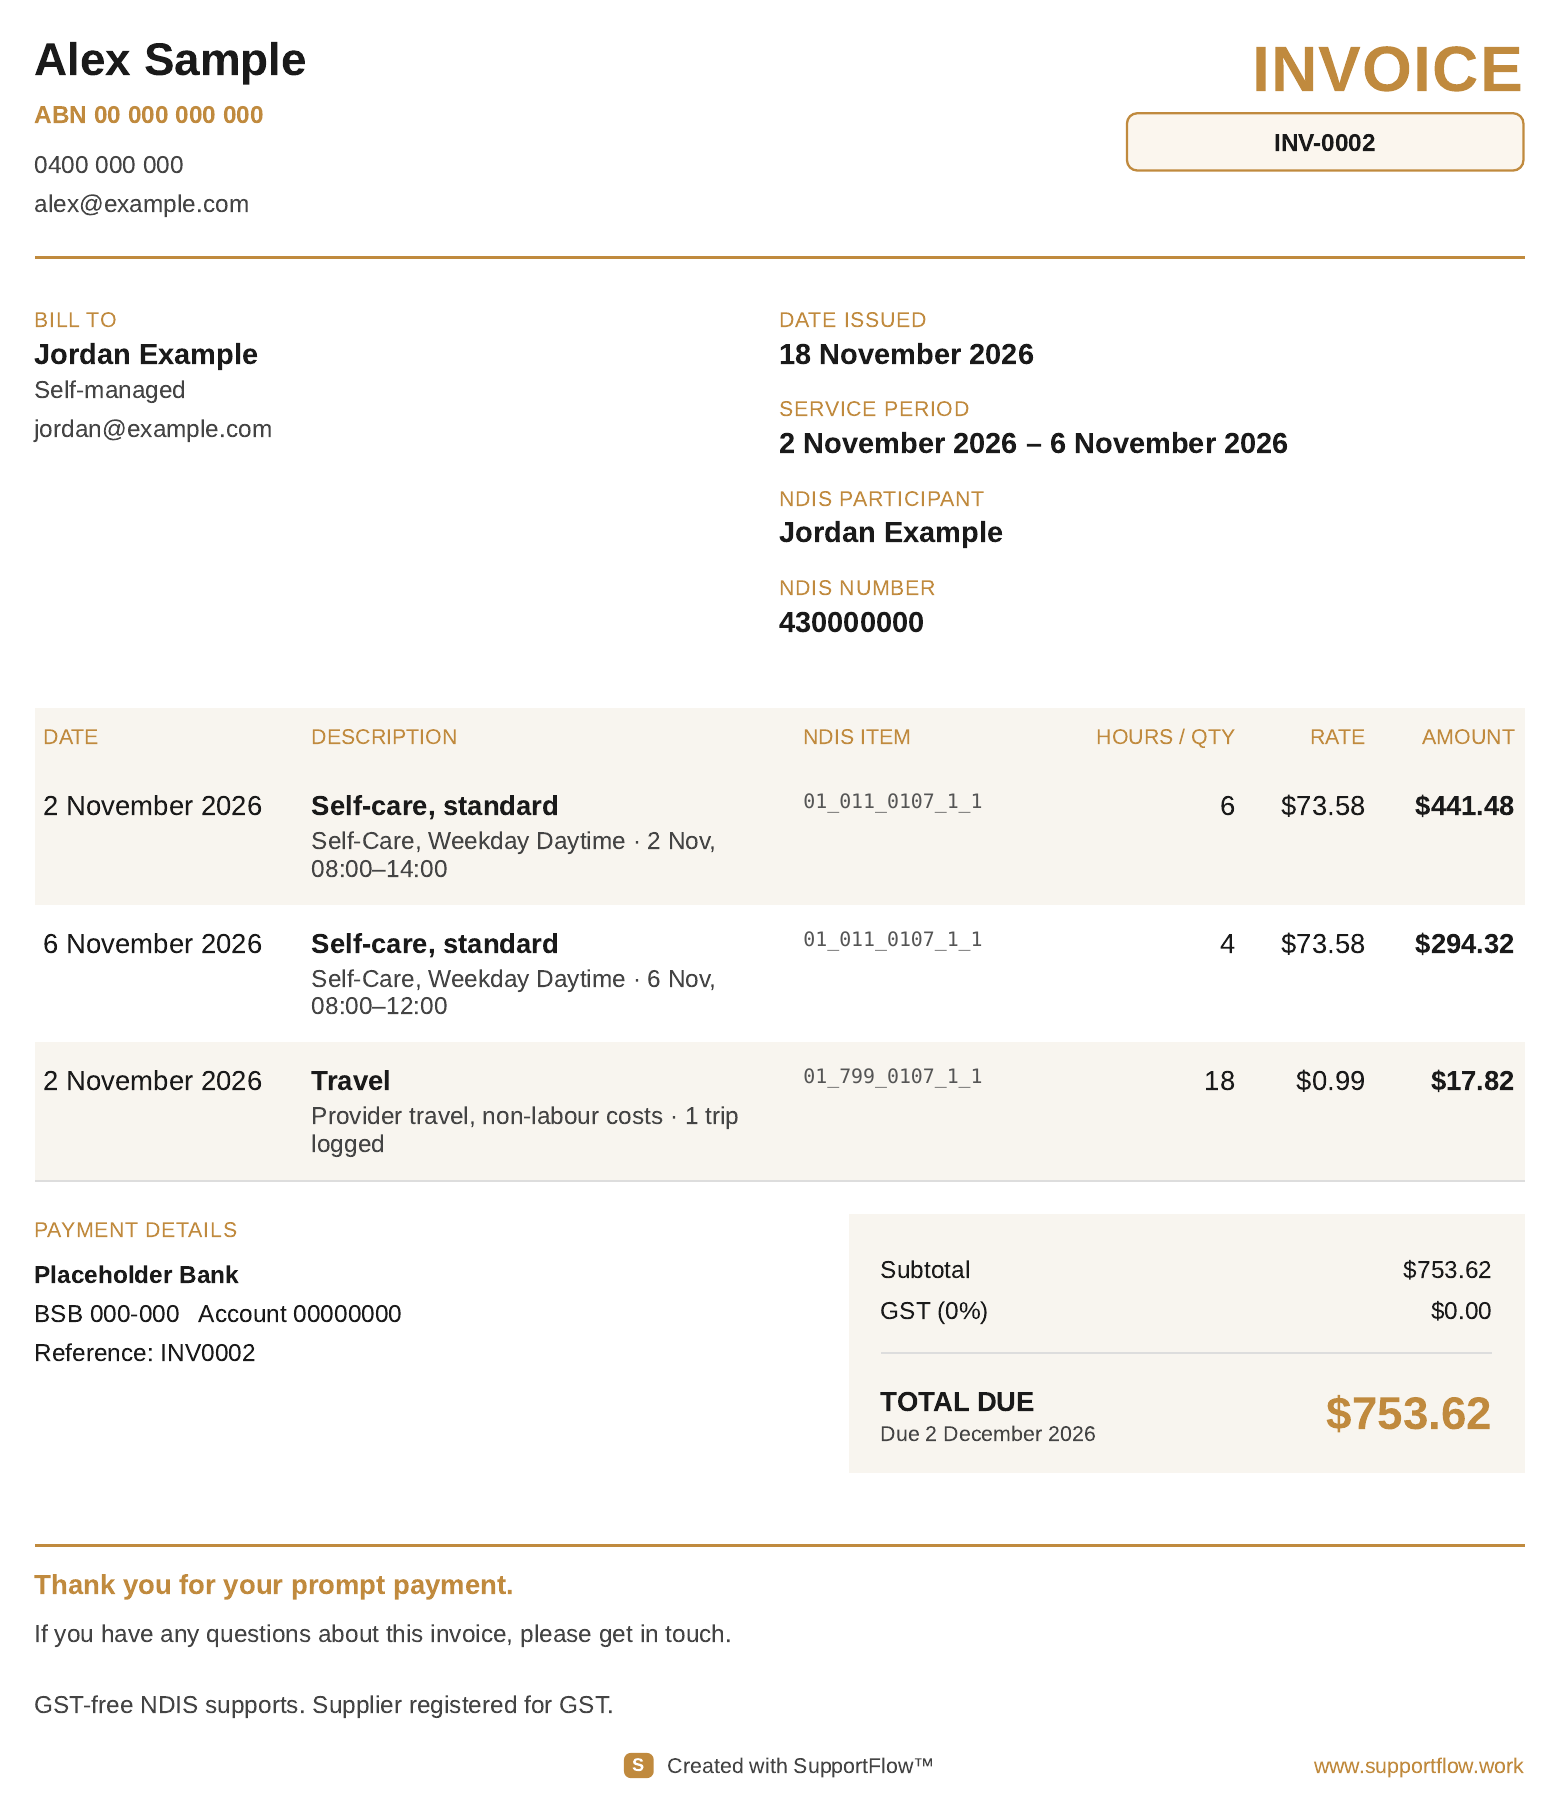 Alex Sample
ABN 00 000 000 000
0400 000 000
alex@example.com
INVOICE
INV-0002
BILL TO
Jordan Example
Self-managed
jordan@example.com
DATE ISSUED
18 November 2026
SERVICE PERIOD
2 November 2026 – 6 November 2026
NDIS PARTICIPANT
Jordan Example
NDIS NUMBER
430000000
DATE DESCRIPTION NDIS ITEM HOURS / QTY RATE AMOUNT
2 November 2026 Self-care, standard 01_011_0107_1_1 6 $73.58 $441.48
Self-Care, Weekday Daytime · 2 Nov,
08:00–14:00
6 November 2026 Self-care, standard 01_011_0107_1_1 4 $73.58 $294.32
Self-Care, Weekday Daytime · 6 Nov,
08:00–12:00
2 November 2026 Travel 01_799_0107_1_1 18 $0.99 $17.82
Provider travel, non-labour costs · 1 trip
logged
PAYMENT DETAILS
Placeholder Bank
BSB 000-000 Account 00000000
Reference: INV0002
Subtotal $753.62
GST (0%) $0.00
TOTAL DUE $753.62
Due 2 December 2026
Thank you for your prompt payment.
If you have any questions about this invoice, please get in touch.
GST-free NDIS supports. Supplier registered for GST.
S Created with SupportFlow™ www.supportflow.work